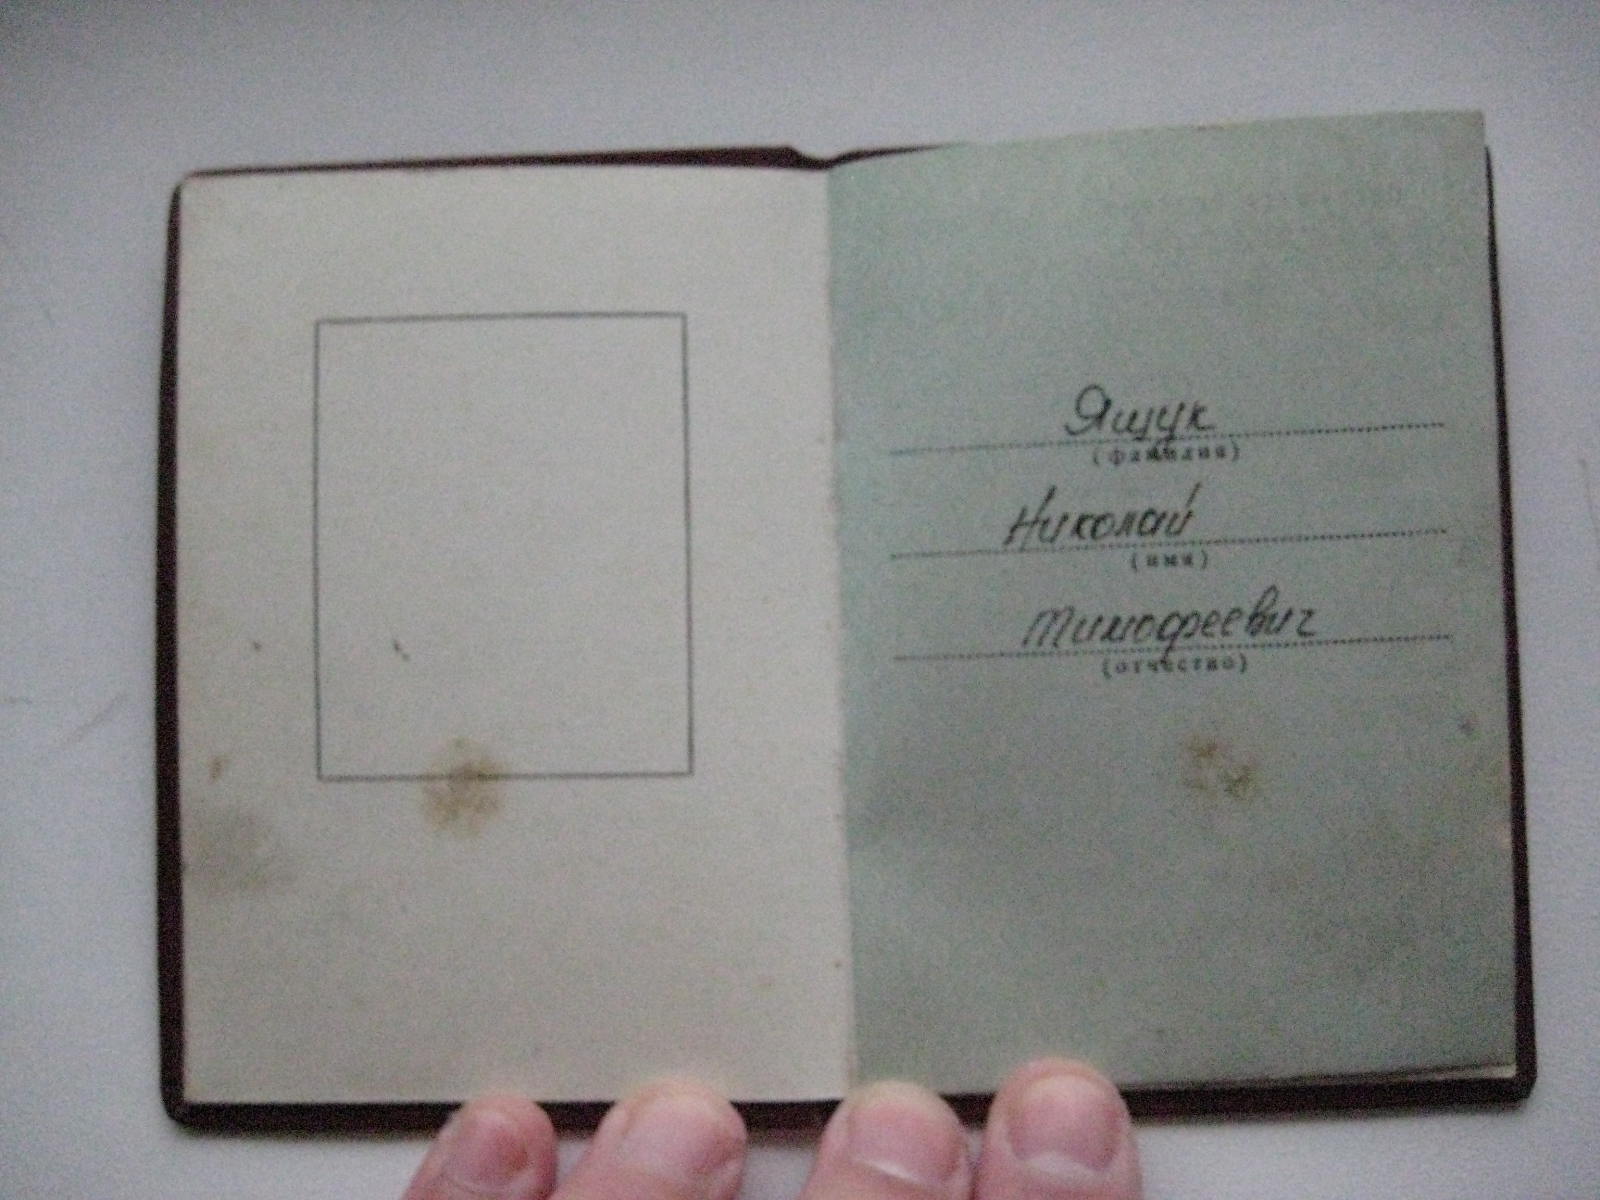 Ящук
(фамилия)
Николай
(имя)
Тимофеевич
(отчество)